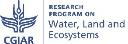 RESEARCH
PROGRAM ON
Water, Land and
Ecosystems
CGIAR